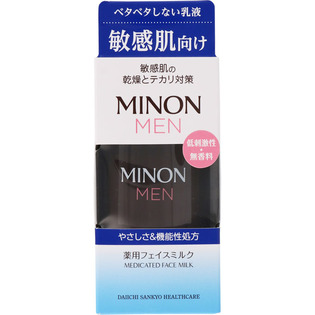 ベタベタしない乳液
敏感肌向け
敏感肌の
乾燥とテカリ対策
MINON
MEN
低刺激性
・
無香料
MINON
MEN
やさしさ&機能性処方
薬用フェイスミルク
MEDICATED FACE MILK
DAIICHI SANKYO HEALTHCARE